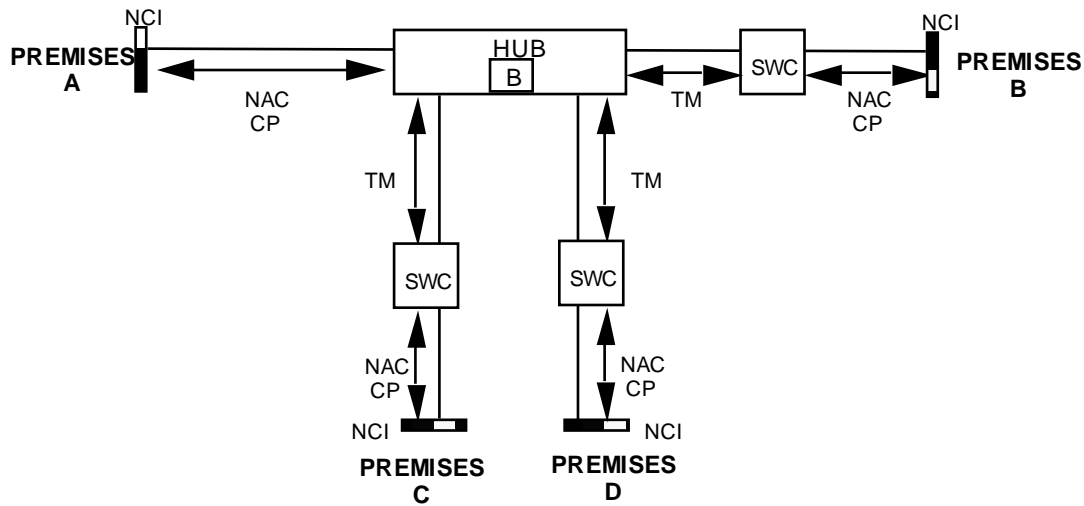 NCI
PREMISES
A
NAC
CP
HUB
B
TM
SWC
NCI
NAC
CP
PREMISES
B
TM
TM
SWC
SWC
NAC
CP
NAC
CP
NCI
NCI
PREMISES
C
PREMISES
D